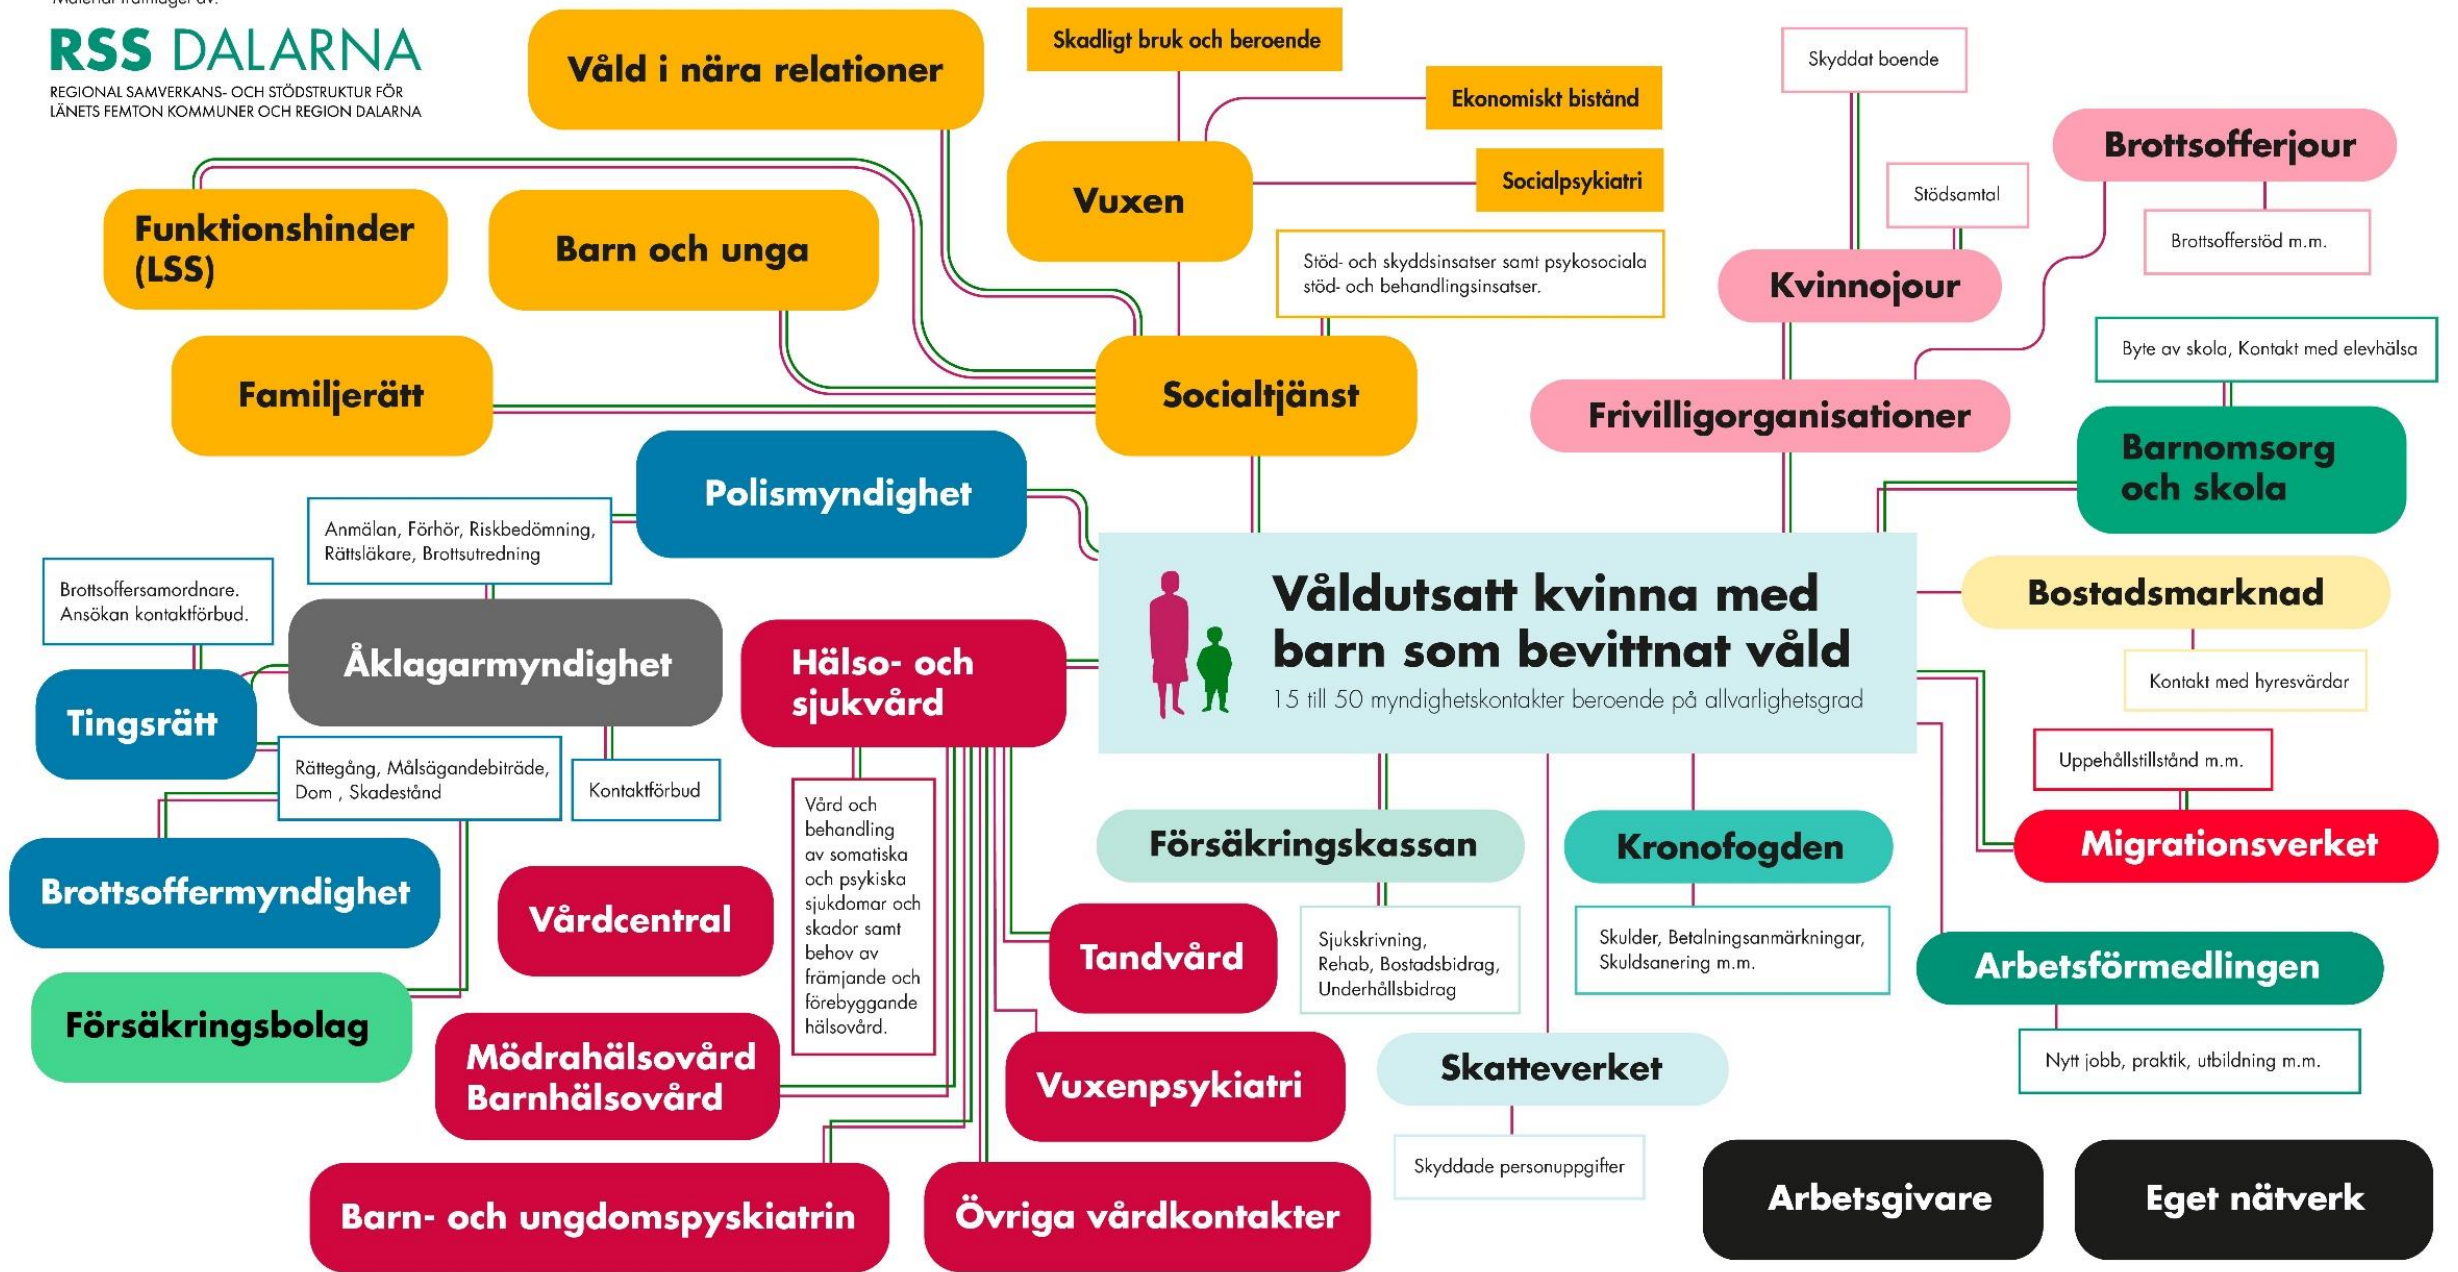 RSS DALARNA
REGIONAL SAMVERKANS- OCH STÖDSTRUKTUR FÖR
LÄNETS FEMTON KOMMUNER OCH REGION DALARNA
Våld i nära relationer
Skadligt bruk och beroende
Ekonomiskt bistånd
Socialpsykiatri
Vuxen
Skyddat boende
Brottsofferjour
Stödsamtal
Brottsofferstöd m.m.
Funktionshinder
(LSS)
Barn och unga
Stöd- och skyddsinsatser samt psykosociala
stöd- och behandlingsinsatser.
Kvinnojour
Byte av skola, Kontakt med elevhälsa
Familjerätt
Socialtjänst
Frivilligorganisationer
Barnomsorg
och skola
Polismyndighet
Anmälan, Förhör, Riskbedömning,
Rättsläkare, Brottsutredning
Brottsoffersamordnare.
Ansökan kontaktförbud.
Åklagarmyndighet
Hälso- och
sjukvård
Våldutsatt kvinna med
barn som bevittnat våld
15 till 50 myndighetskontakter beroende på allvarlighetsgrad
Bostadsmarknad
Kontakt med hyresvärdar
Tingsrätt
Rättegång, Målsägandebiträde,
Dom , Skadestånd
Kontaktförbud
Uppehållstillstånd m.m.
Vård och
behandling
av somatiska
och psykiska
sjukdomar och
skador samt
behov av
främjande och
förebyggande
hälsovård.
Försäkringskassan
Kronofogden
Migrationsverket
Brottsoffermyndighet
Vårdcentral
Tandvård
Sjukskrivning,
Rehab, Bostadsbidrag,
Underhållsbidrag
Skulder, Betalningsanmärkningar,
Skuldsanering m.m.
Arbetsförmedlingen
Försäkringsbolag
Mödrahälsovård
Barnhälsovård
Vuxenpsykiatri
Skatteverket
Nytt jobb, praktik, utbildning m.m.
Skyddade personuppgifter
Barn- och ungdomspyskiatrin
Övriga vårdkontakter
Arbetsgivare
Eget nätverk